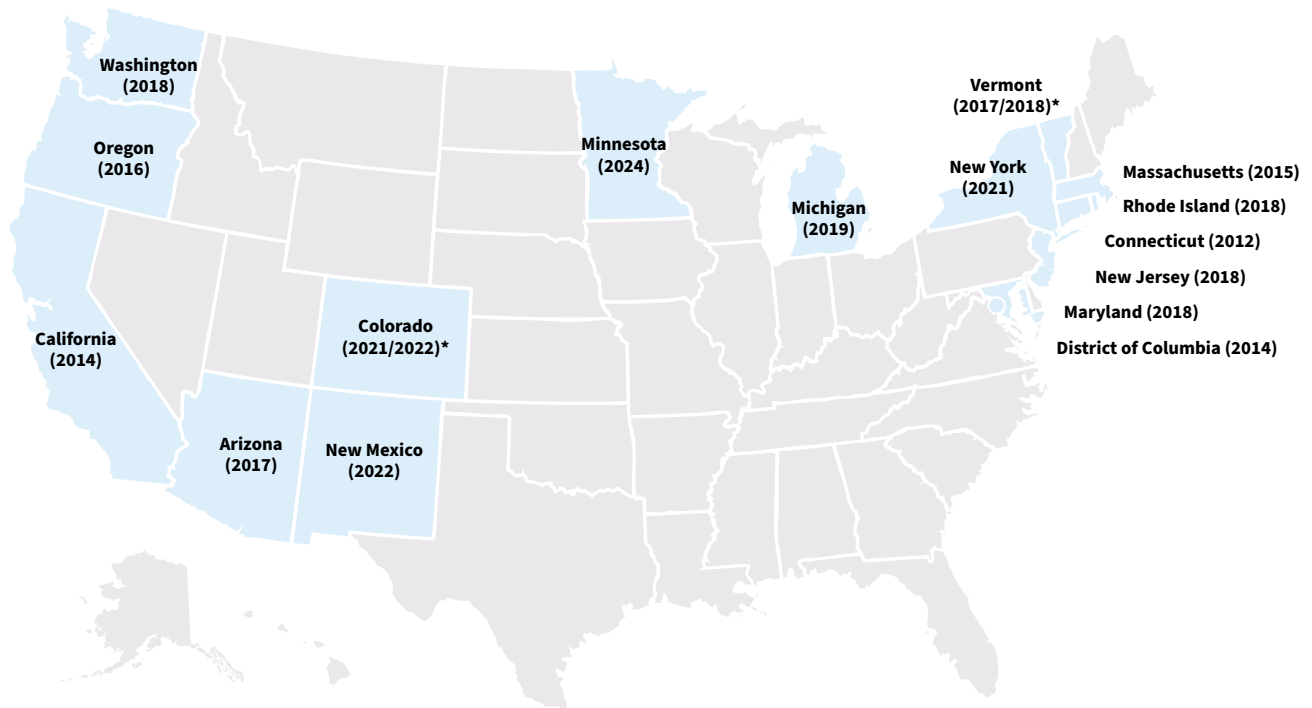 Washington
(2018)
Oregon
(2016)
California
(2014)
Arizona
(2017)
New Mexico
(2022)
Colorado
(2021/2022)*
Minnesota
(2024)
Michigan
(2019)
Vermont
(2017/2018)*
New York
(2021)
Massachusetts (2015)
Rhode Island (2018)
Connecticut (2012)
New Jersey (2018)
Maryland (2018)
District of Columbia (2014)